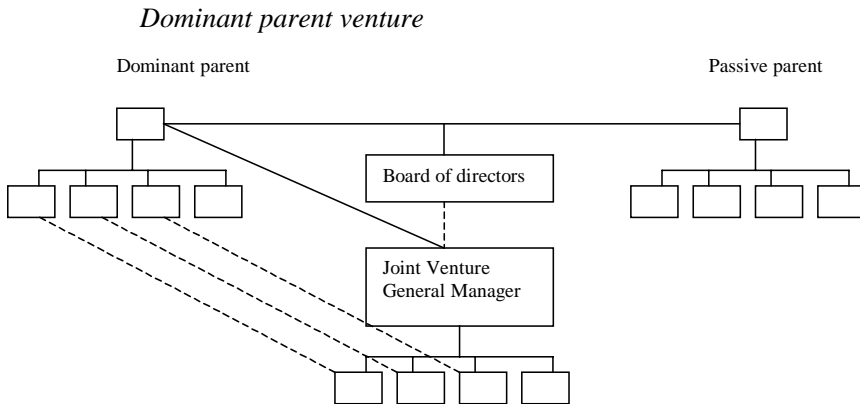 Dominant parent venture
Dominant parent
Passive parent
Board of directors
Joint Venture
General Manager